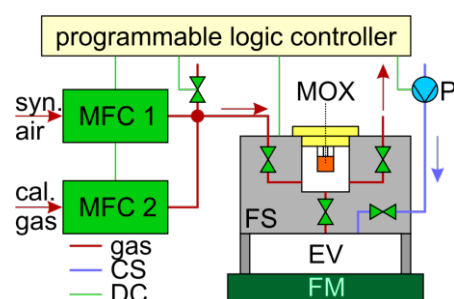 programmable logic controller
syn.
air
MFC 1
MOX
P
cal.
gas
MFC 2
FS
EV
FM
gas
CS
DC